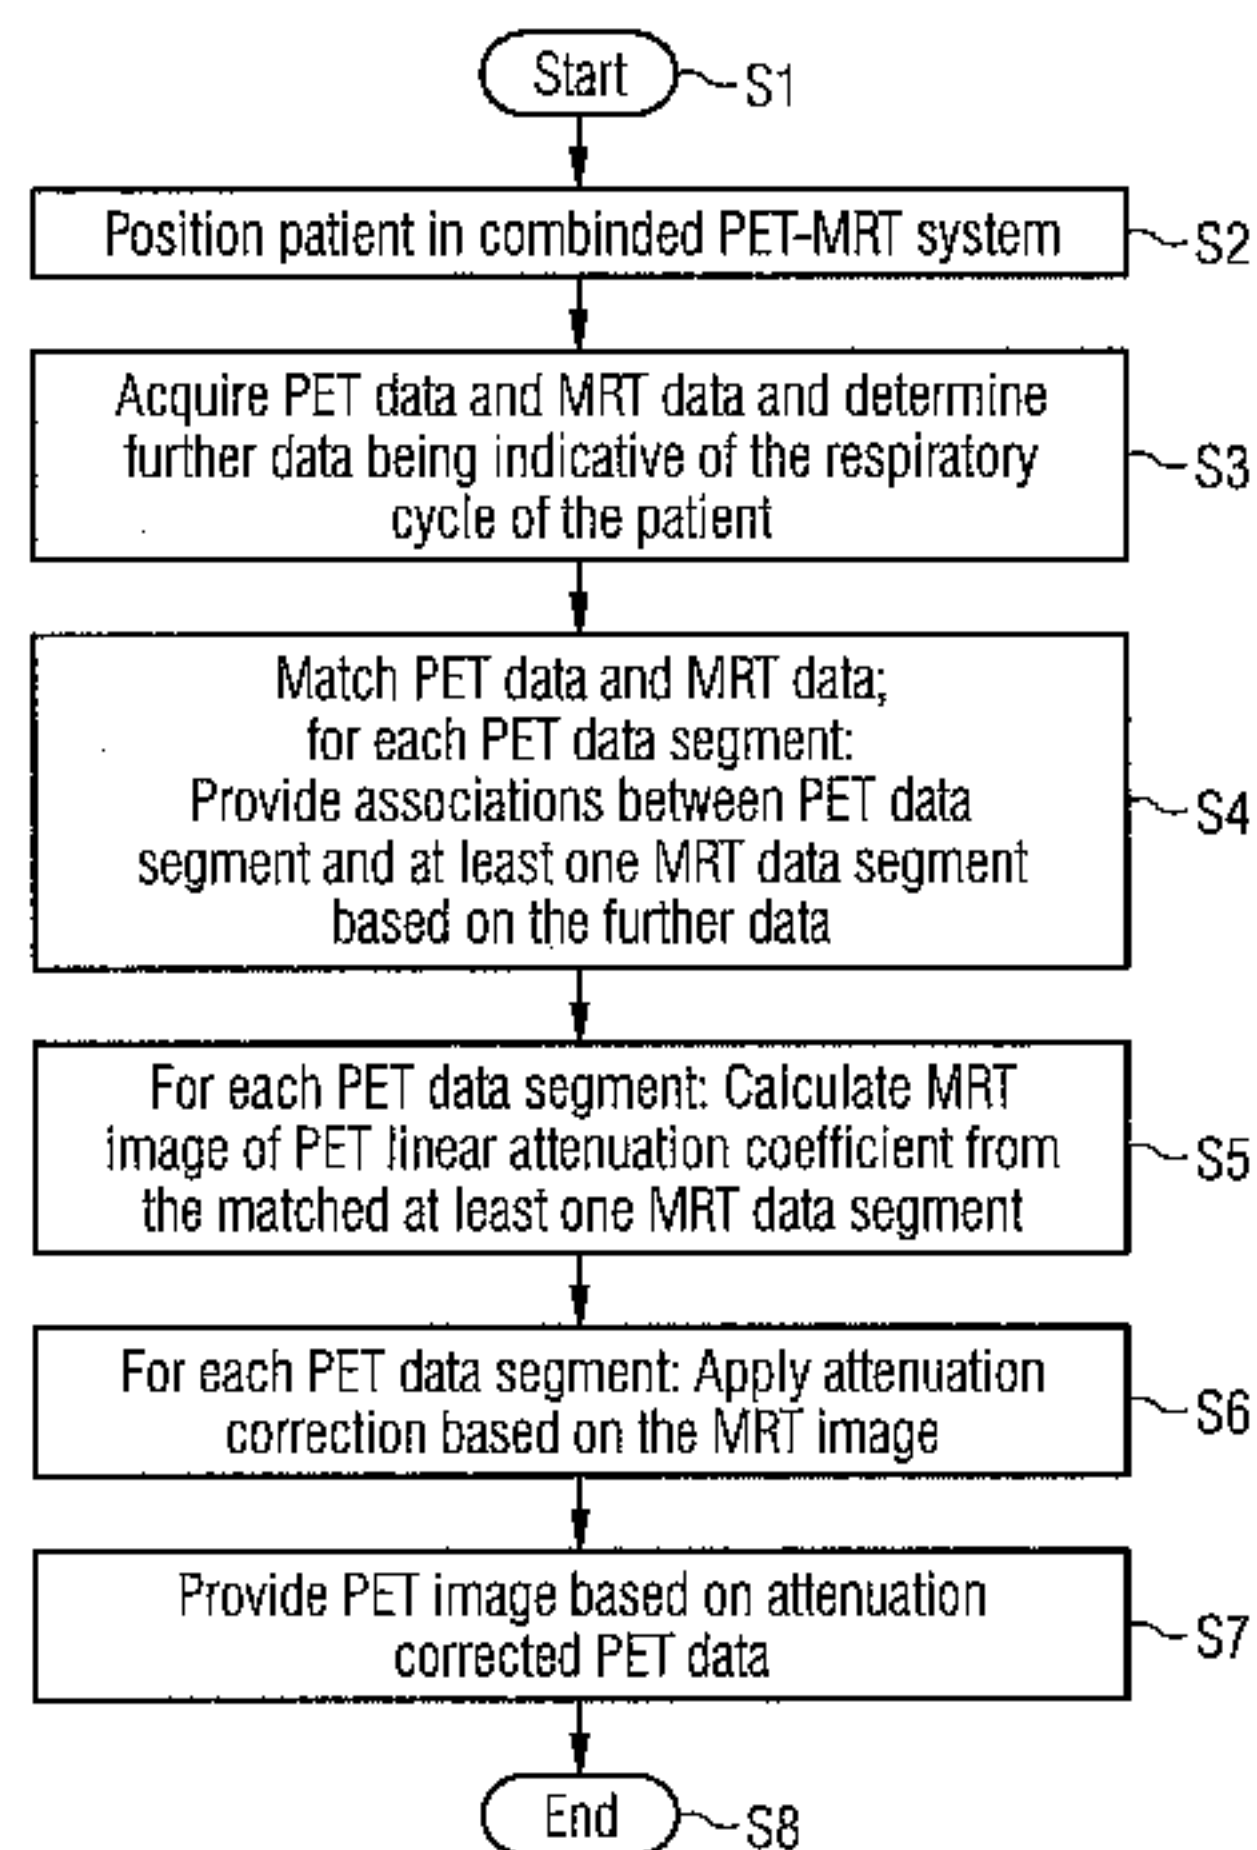 Start
S1
Position patient in combinded PET-MRT system
S2
Acquire PET data and MRT data and determine
further data being indicative of the respiratory
cycle of the patient
S3
Match PET data and MRT data;
for each PET data segment:
Provide associations between PET data
segment and at least one MRT data segment
based on the further data
S4
For each PET data segment: Calculate MRT
image of PET linear attenuation coefficient from
the matched at least one MRT data segment
S5
For each PET data segment: Apply attenuation
correction based on the MRT image
S6
Provide PET image based on attenuation
corrected PET data
S7
End
S8